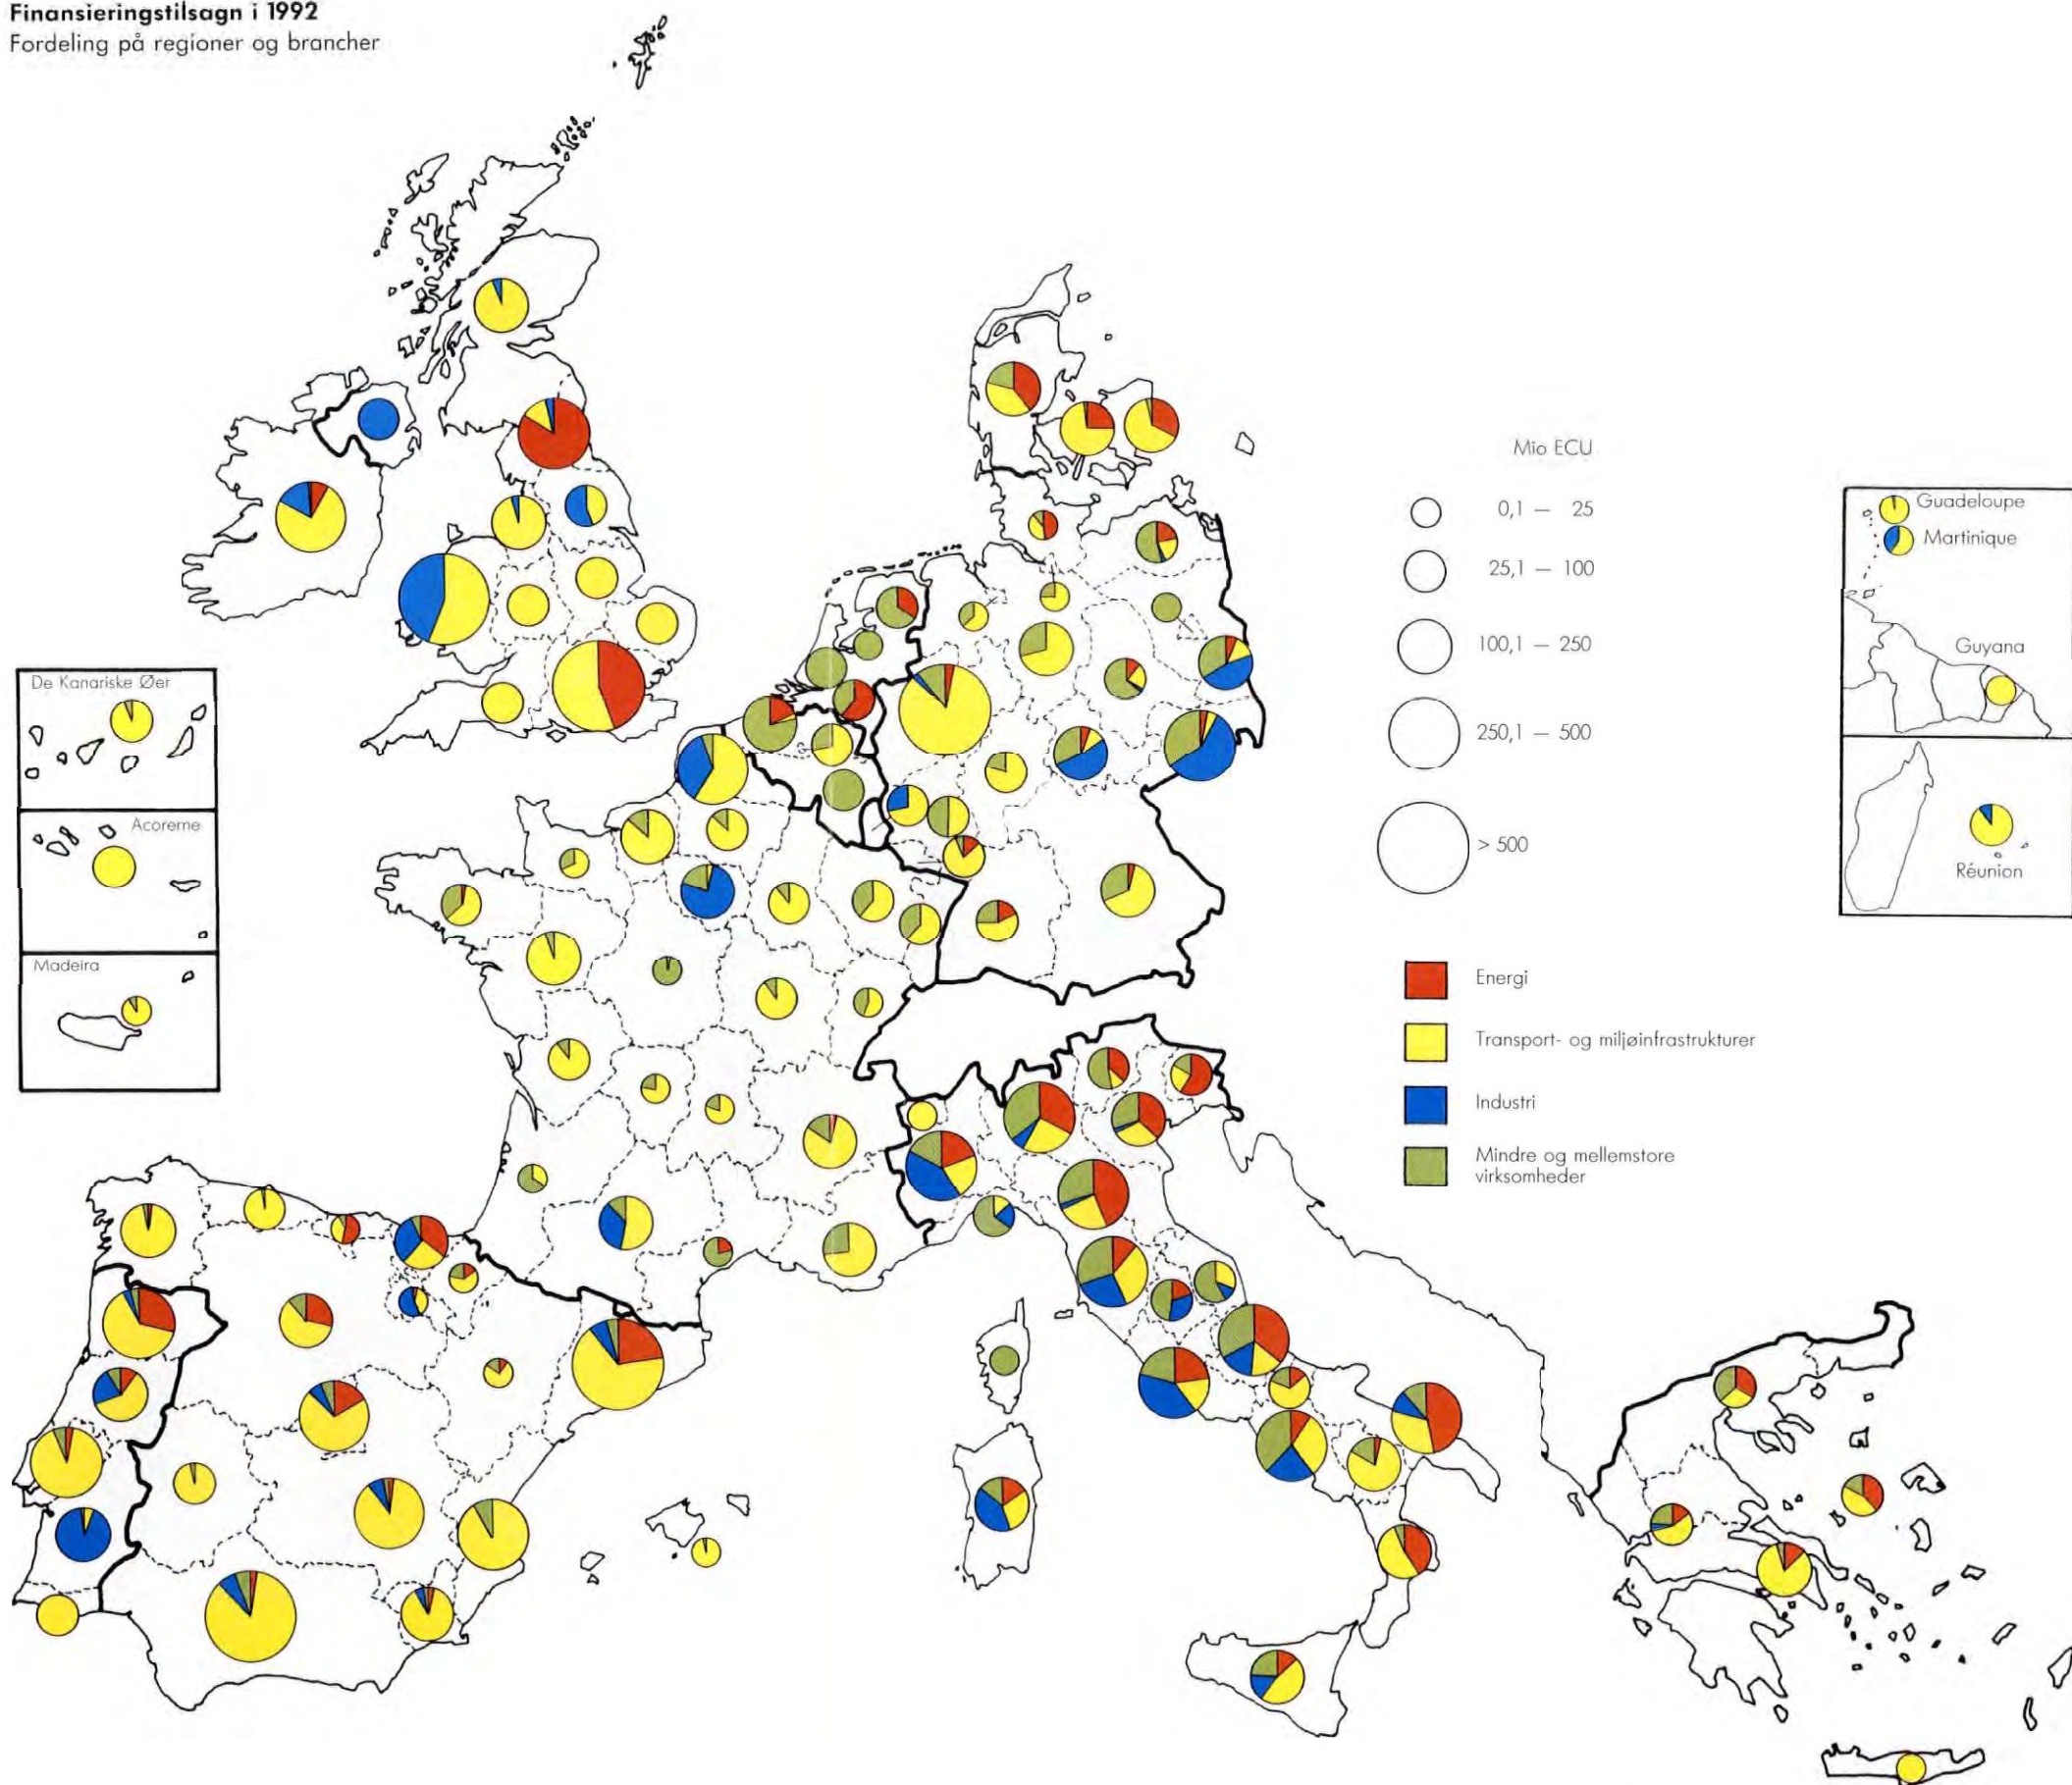 Finansieringstilsagn i 1992
Fordeling på regioner og brancher
Mio ECU
0,1 — 25
25,1 — 100
100,1 — 250
250,1 — 500
> 500
Energi
Transport- og miljøinfrastrukturer
Industri
Mindre og mellemstore
virksomheder
Guadeloupe
Martinique
Guyana
Réunion
De Kanariske Øer
Acorerne
Madeira